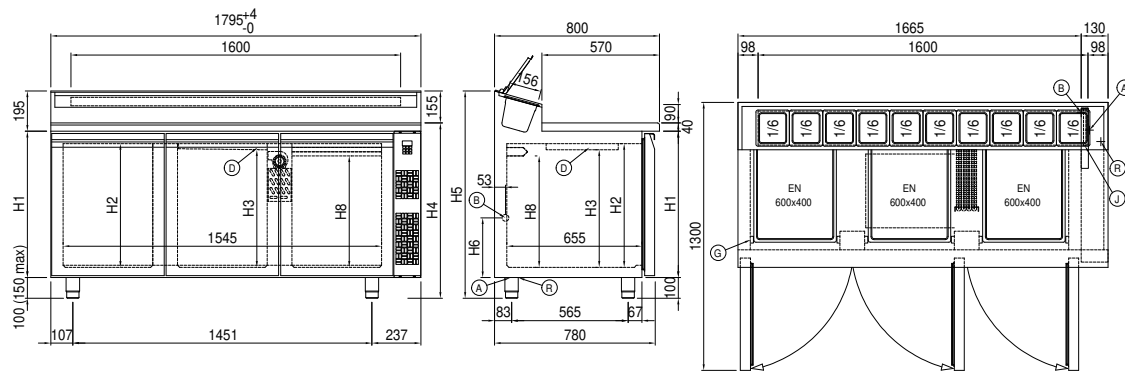 1795+4
-0
1600
195
155
H1
H2
H3
H8
H4
D
1545
100 (150 max)
107
1451
237
800
570
156
90
40
H5
53
B
H6
H8
D
H3
H2
H1
655
A
R
100
83
565
67
780
1665
130
98
1600
98
B
A
1/6
1/6
1/6
1/6
1/6
1/6
1/6
1/6
1/6
1/6
R
J
EN
600x400
EN
600x400
EN
600x400
G
1300